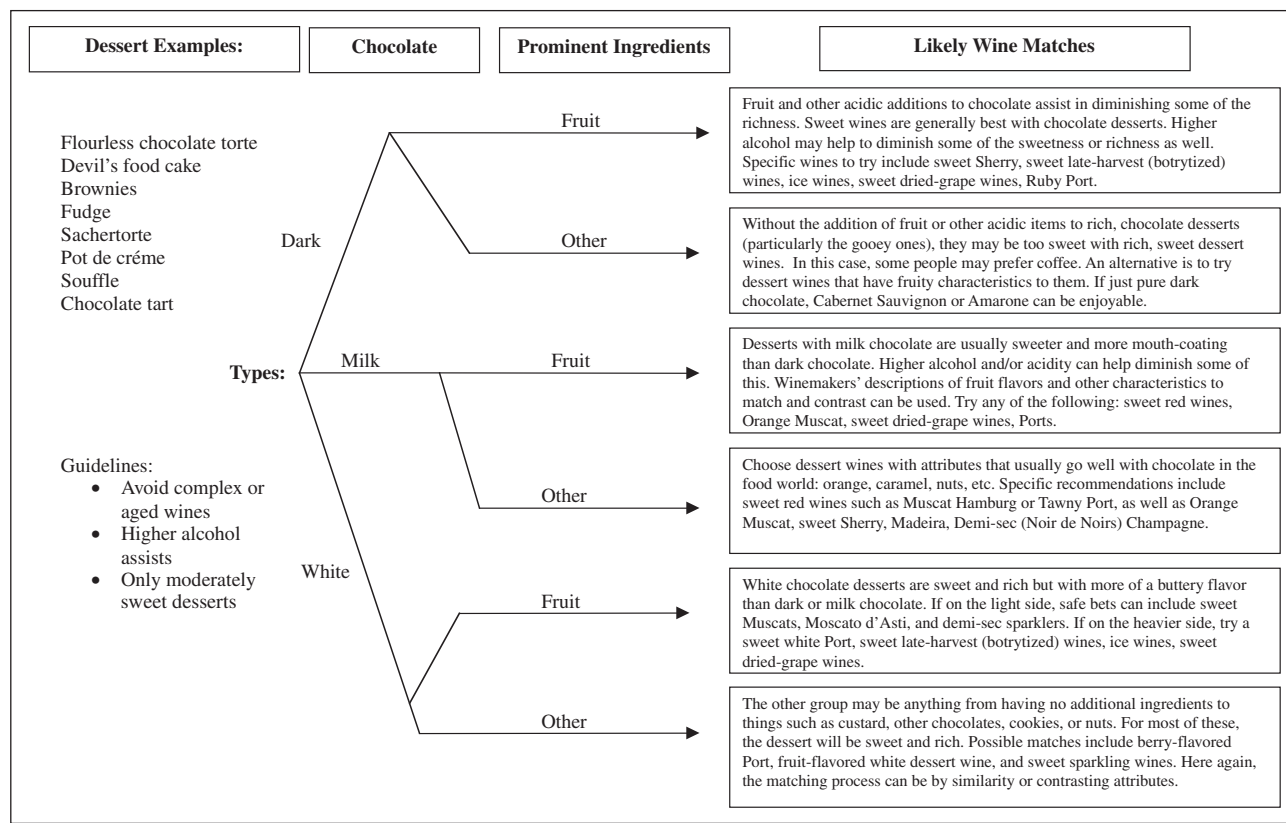 Dessert Examples:
Chocolate
Prominent Ingredients
Likely Wine Matches
Flourless chocolate torte
Devil's food cake
Brownies
Fudge
Sachertorte
Pot de créme
Souffle
Chocolate tart
Types:
Guidelines:
• Avoid complex or
aged wines
• Higher alcohol
assists
• Only moderately
sweet desserts
Dark
Fruit
Fruit and other acidic additions to chocolate assist in diminishing some of the
richness. Sweet wines are generally best with chocolate desserts. Higher
alcohol may help to diminish some of the sweetness or richness as well.
Specific wines to try include sweet Sherry, sweet late-harvest (botrytized)
wines, ice wines, sweet dried-grape wines, Ruby Port.
Other
Without the addition of fruit or other acidic items to rich, chocolate desserts
(particularly the gooey ones), they may be too sweet with rich, sweet dessert
wines. In this case, some people may prefer coffee. An alternative is to try
dessert wines that have fruity characteristics to them. If just pure dark
chocolate, Cabernet Sauvignon or Amarone can be enjoyable.
Milk
Fruit
Desserts with milk chocolate are usually sweeter and more mouth-coating
than dark chocolate. Higher alcohol and/or acidity can help diminish some of
this. Winemakers' descriptions of fruit flavors and other characteristics to
match and contrast can be used. Try any of the following: sweet red wines,
Orange Muscat, sweet dried-grape wines, Ports.
Other
Choose dessert wines with attributes that usually go well with chocolate in the
food world: orange, caramel, nuts, etc. Specific recommendations include
sweet red wines such as Muscat Hamburg or Tawny Port, as well as Orange
Muscat, sweet Sherry, Madeira, Demi-sec (Noir de Noirs) Champagne.
White
Fruit
White chocolate desserts are sweet and rich but with more of a buttery flavor
than dark or milk chocolate. If on the light side, safe bets can include sweet
Muscats, Moscato d'Asti, and demi-sec sparklers. If on the heavier side, try a
sweet white Port, sweet late-harvest (botrytized) wines, ice wines, sweet
dried-grape wines.
Other
The other group may be anything from having no additional ingredients to
things such as custard, other chocolates, cookies, or nuts. For most of these,
the dessert will be sweet and rich. Possible matches include berry-flavored
Port, fruit-flavored white dessert wine, and sweet sparkling wines. Here again,
the matching process can be by similarity or contrasting attributes.